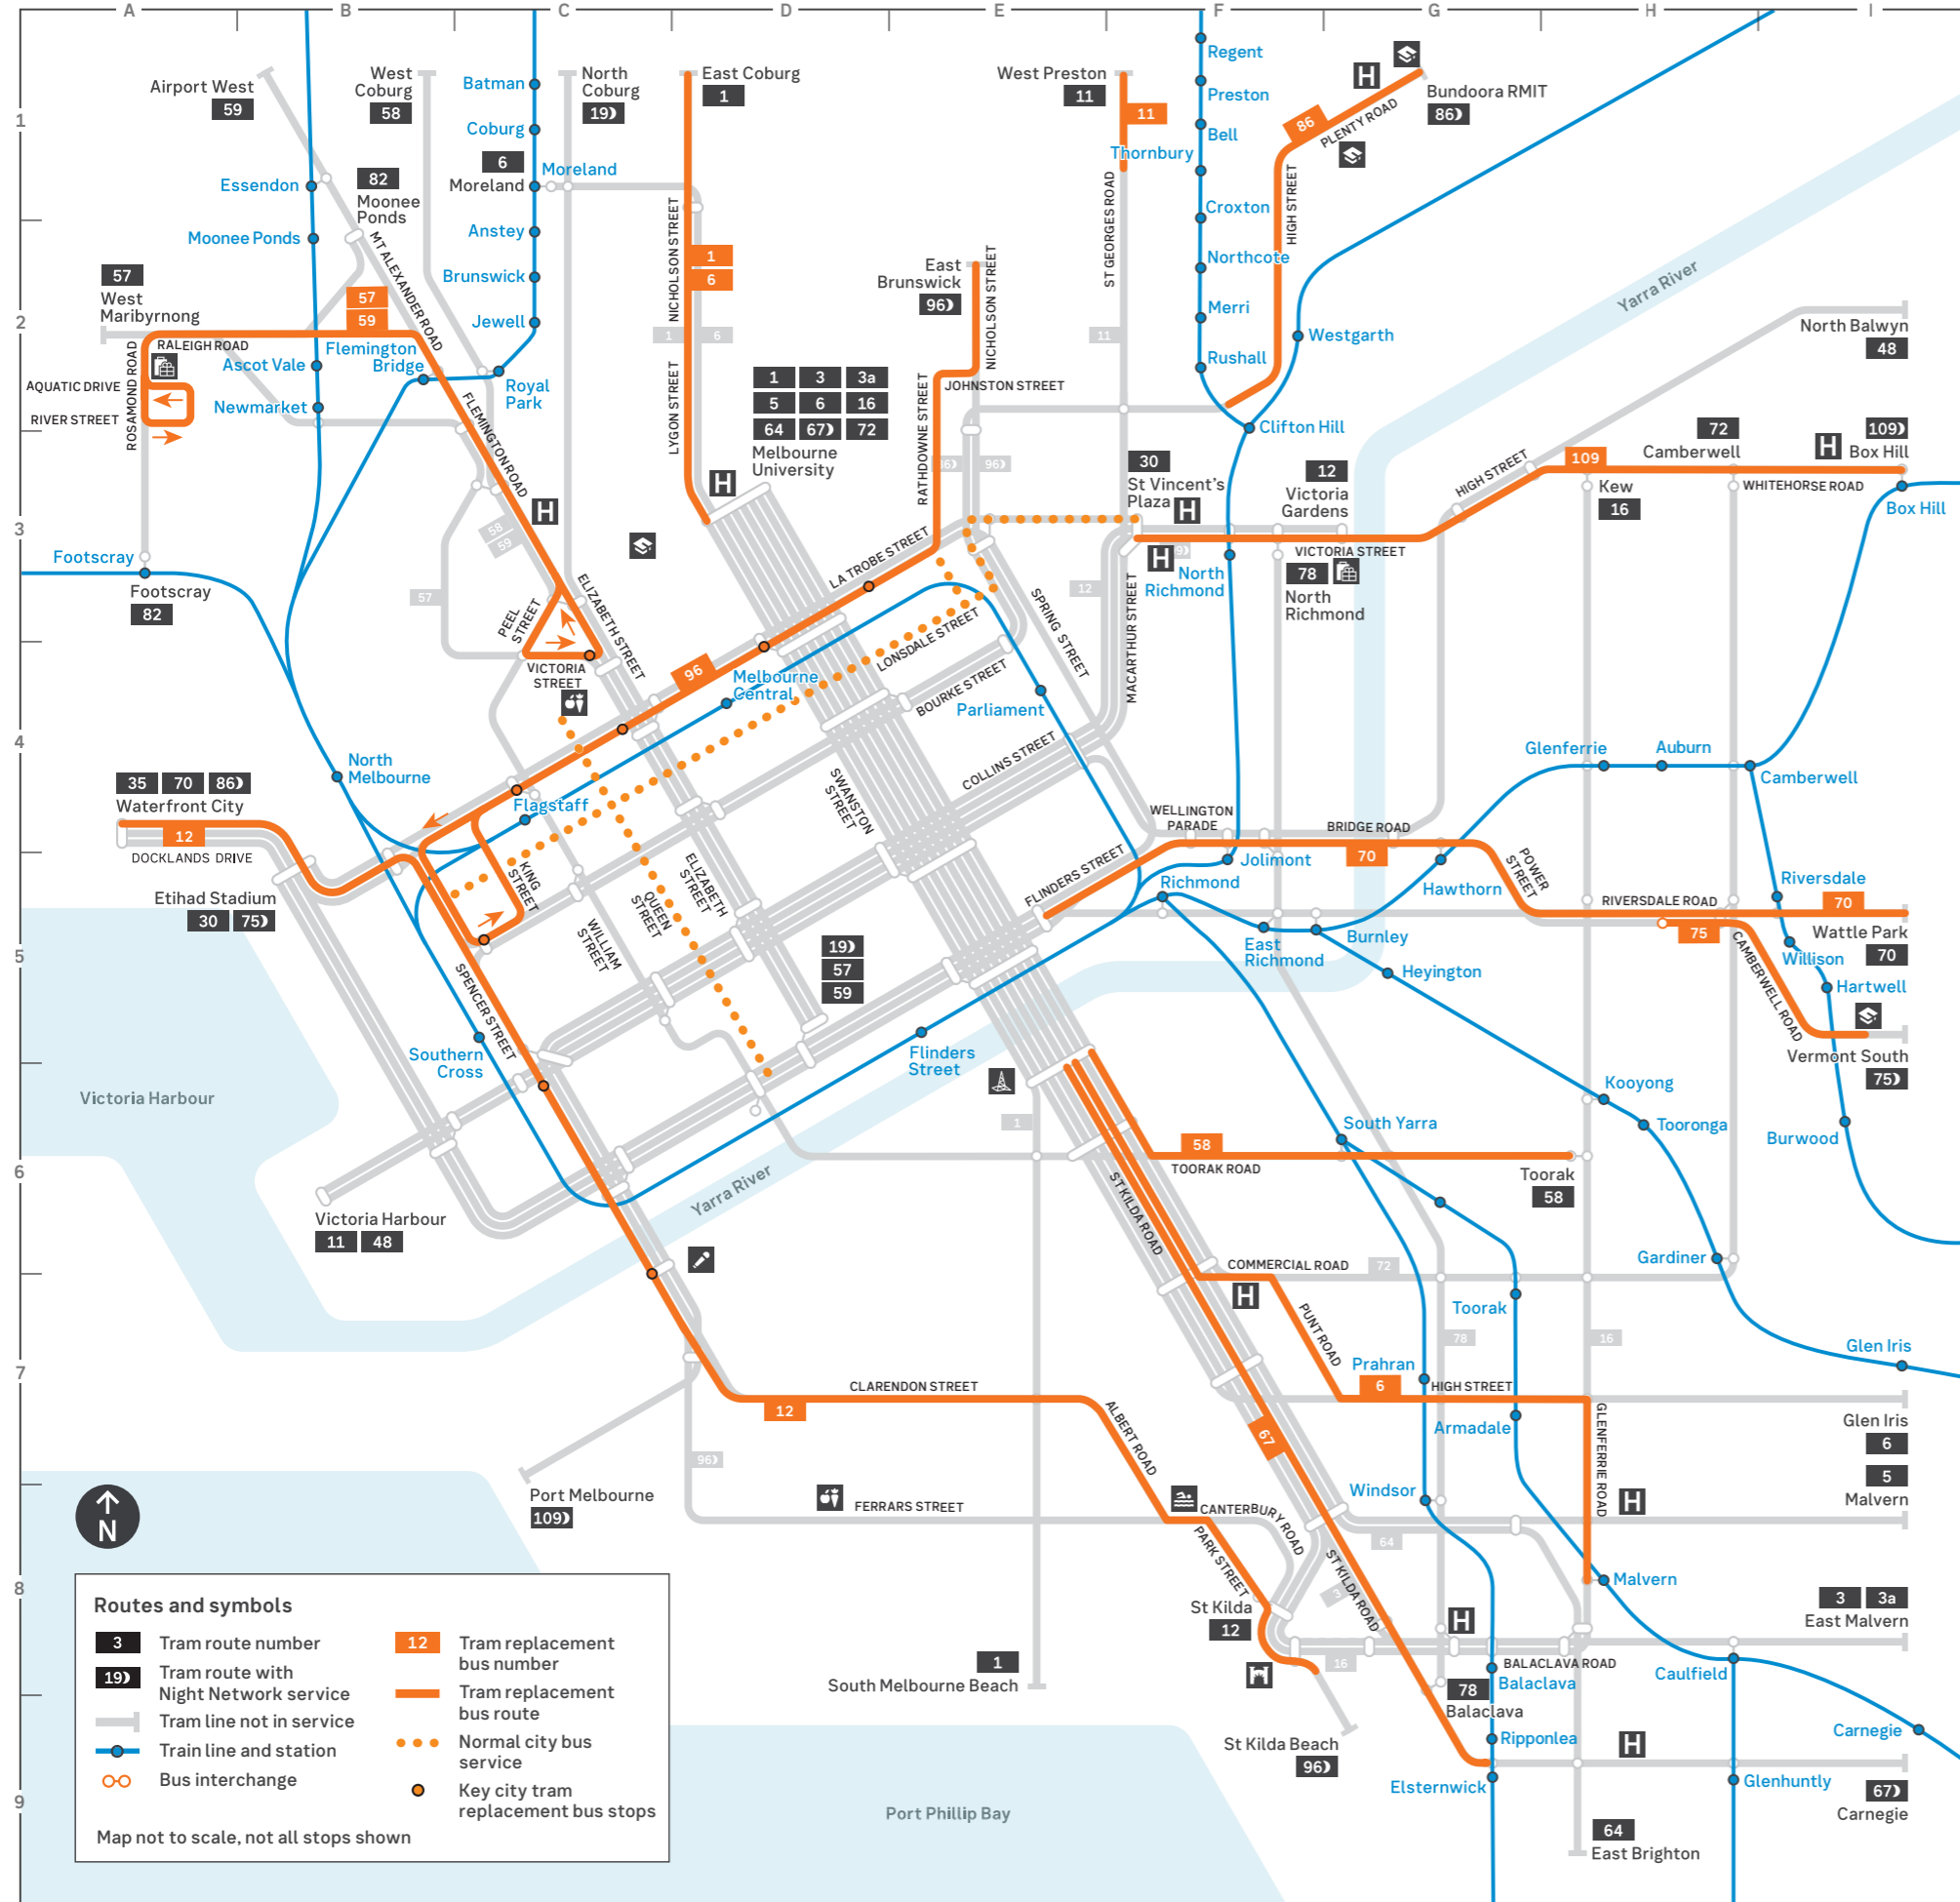 A
B
C
D
E
F
G
H
I
1
2
3
4
5
6
7
8
9
Airport West
59
West
Coburg
58
Batman
Coburg
North
Coburg
19
East Coburg
1
West Preston
11
11
Regent
Preston
Bell
Thornbury
H
86
PLENTY ROAD
Bundoora RMIT
86
Essendon
82
Moonee
Ponds
6
Moreland
Moreland
Moonee Ponds
Anstey
Brunswick
Jewell
MT ALEXANDER ROAD
NICHOLSON STREET
1
6
1
6
LYGON STREET
East
Brunswick
96
NICHOLSON STREET
ST GEORGES ROAD
11
Croxton
Northcote
Merri
Rushall
HIGH STREET
Westgarth
Yarra River
North Balwyn
48
57
West
Maribyrnong
57
59
RALEIGH ROAD
ROSAMOND ROAD
AQUATIC DRIVE
RIVER STREET
Ascot Vale
Newmarket
Flemington
Bridge
Royal
Park
FLEMINGTON ROAD
1
3
3a
5
6
16
64
67
72
Melbourne
University
RATHDOWNE STREET
JOHNSTON STREET
96
Clifton Hill
72
Camberwell
H
109
Box Hill
Box Hill
109
WHITEHORSE ROAD
Kew
16
HIGH STREET
30
St Vincent's
Plaza
H
12
Victoria
Gardens
VICTORIA STREET
78
North
Richmond
H
North
Richmond
H
H
58
59
57
Footscray
Footscray
82
PEEL
STREET
VICTORIA
STREET
ELIZABETH STREET
LA TROBE STREET
LONSDALE STREET
BOURKE STREET
SPRING STREET
12
MACARTHUR STREET
96
Melbourne
Central
Parliament
COLLINS STREET
SWANSTON
STREET
North
Melbourne
35
70
86
Waterfront City
12
DOCKLANDS DRIVE
Flagstaff
KING
STREET
Etihad Stadium
30
75
ELIZABETH
STREET
QUEEN
STREET
WILLIAM
STREET
SPENCER STREET
19
57
59
FLINDERS STREET
WELLINGTON
PARADE
BRIDGE ROAD
70
Jolimont
Richmond
East
Richmond
Burnley
Heyington
Hawthorn
POWER
STREET
Glenferrie
Auburn
Camberwell
RIVERSDALE ROAD
Riversdale
70
75
Wattle Park
70
Willison
Hartwell
CAMBERWELL ROAD
Vermont South
75
Southern
Cross
Flinders
Street
Victoria Harbour
Victoria Harbour
11
48
Yarra River
1
58
TOORAK ROAD
Toorak
58
South Yarra
Kooyong
Tooronga
Burwood
Gardiner
ST KILDA ROAD
COMMERCIAL ROAD
72
H
PUNT ROAD
Toorak
78
16
Prahran
6
HIGH STREET
Armadale
Glen Iris
Glen Iris
6
5
Malvern
GLENFERRIE ROAD
H
CLARENDON STREET
12
ALBERT ROAD
67
96
Port Melbourne
109
FERRARS STREET
CANTERBURY ROAD
PARK STREET
Windsor
64
3
ST KILDA ROAD
Malvern
3
3a
East Malvern
St Kilda
12
16
H
BALACLAVA ROAD
Balaclava
78
Balaclava
Caulfield
Carnegie
1
South Melbourne Beach
St Kilda Beach
96
Ripponlea
H
Elsternwick
Glenhuntly
67
Carnegie
64
East Brighton
Port Phillip Bay
N
Routes and symbols
3
Tram route number
19
Tram route with
Night Network service
Tram line not in service
Train line and station
Bus interchange
12
Tram replacement
bus number
Tram replacement
bus route
Normal city bus
service
Key city tram
replacement bus stops
Map not to scale, not all stops shown